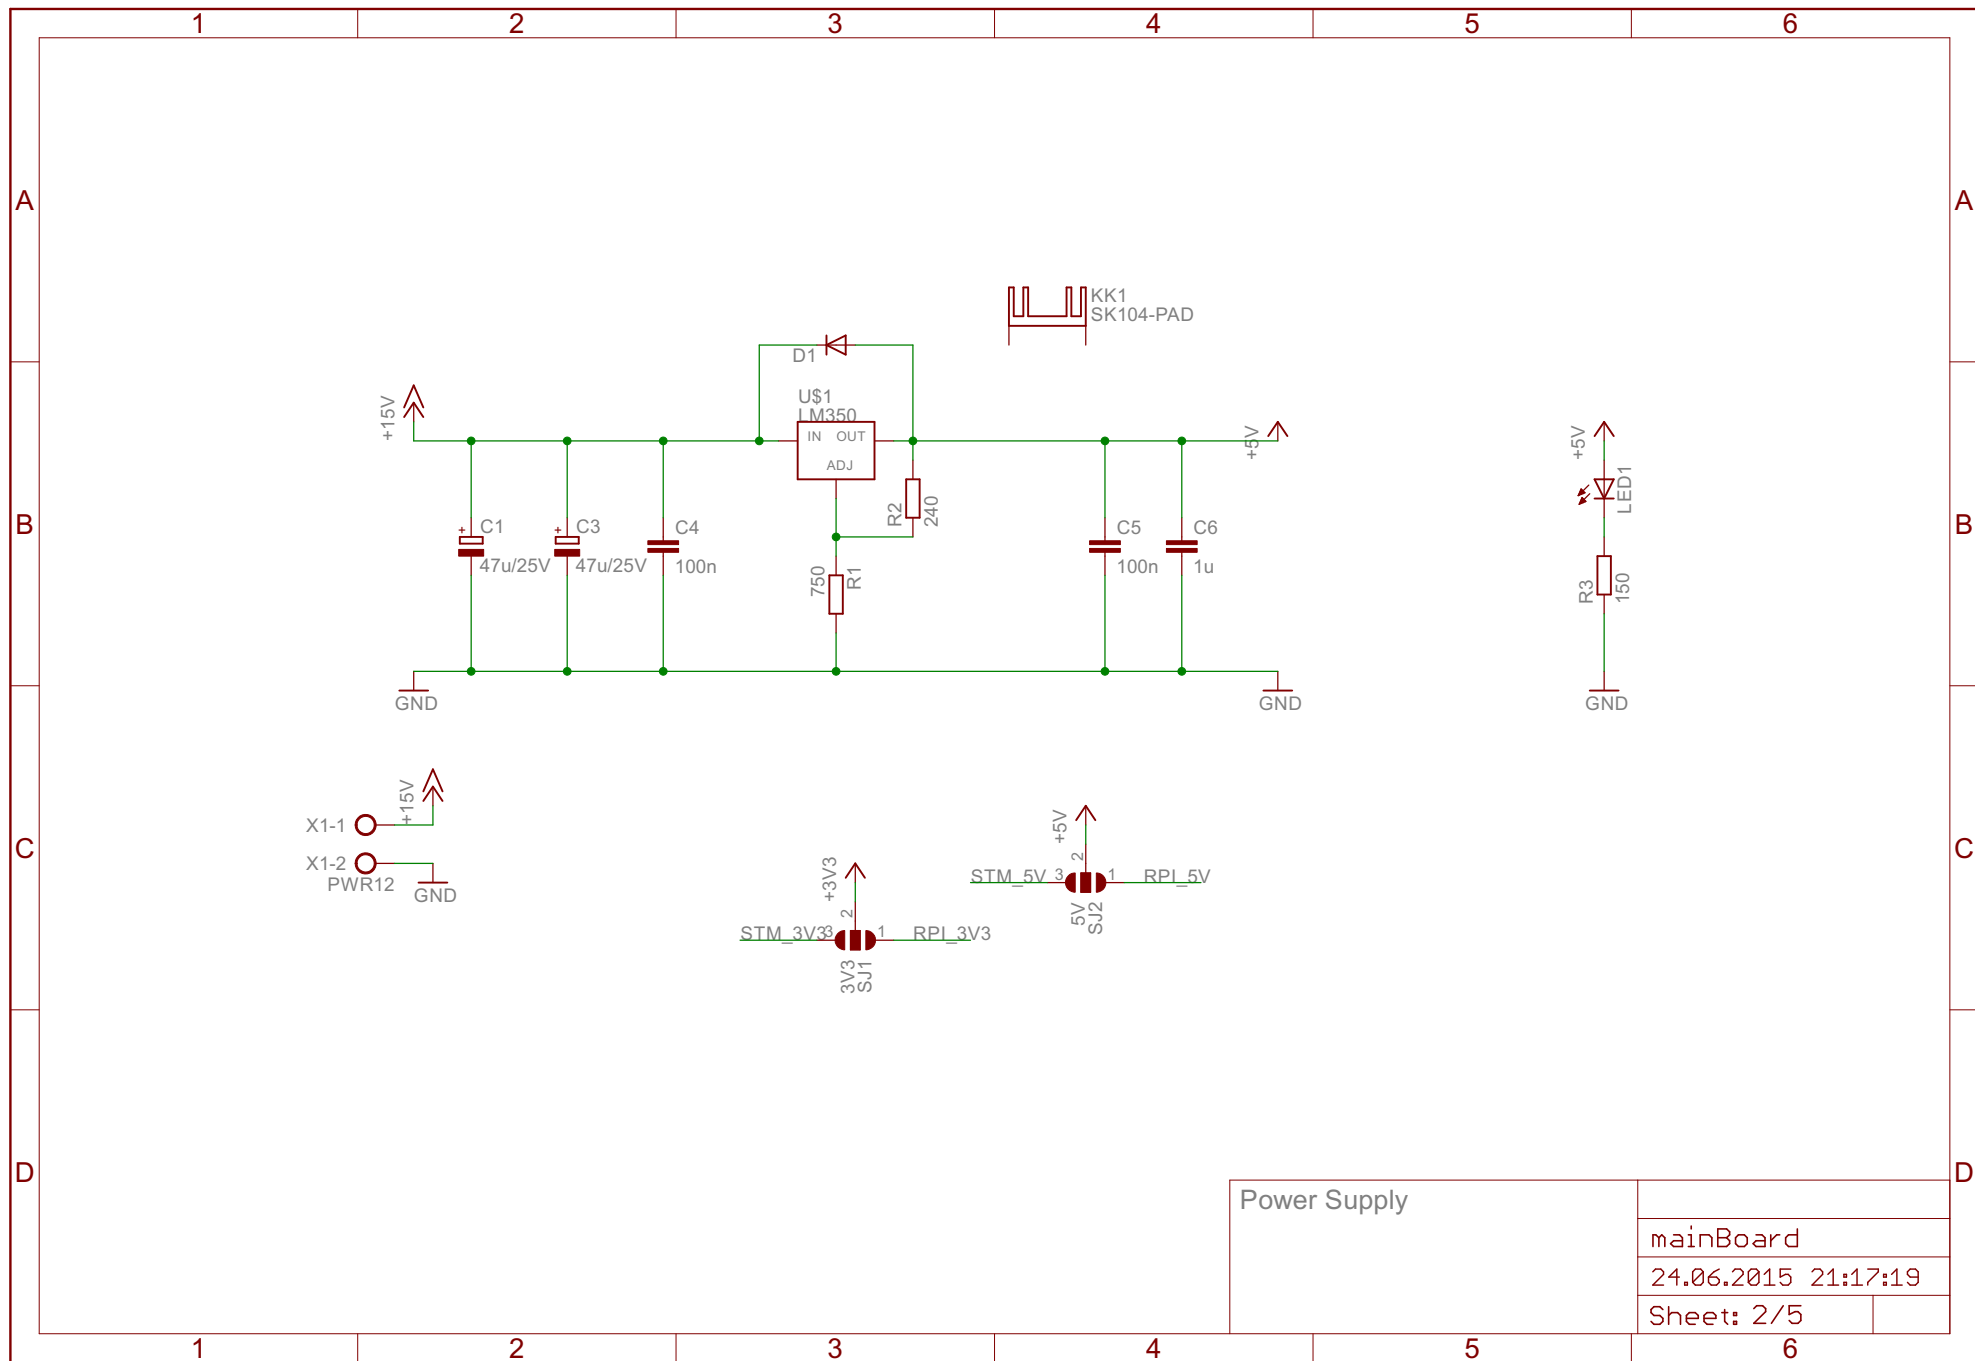 1 2 3 4 5 6
A A
KK1
SK104-PAD
D1
U$1
LM350
+15V
IN OUT
ADJ
+5V
+5V
LED1
C1
47u/25V
C3
47u/25V
C4
100n
R2
240
750
R1
C5
100n
C6
1u
R3
150
B B
GND
GND
GND
+15V
X1-1
X1-2
PWR12
GND
+5V
2
STM_5V 3 1 RPI_5V
5V
SJ2
+3V3
2
STM_3V3 3 1 RPI_3V3
3V3
SJ1
C C
D D
Power Supply
mainBoard
24.06.2015 21:17:19
Sheet: 2/5
1 2 3 4 5 6